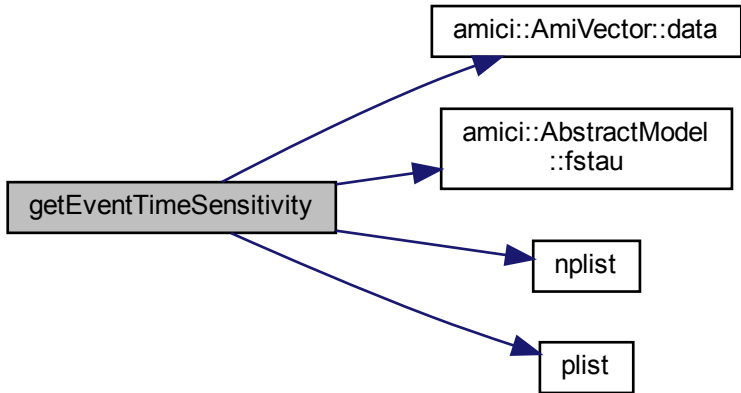 amici::AmiVector::data
amici::AbstractModel
::fstau
getEventTimeSensitivity
nplist
plist